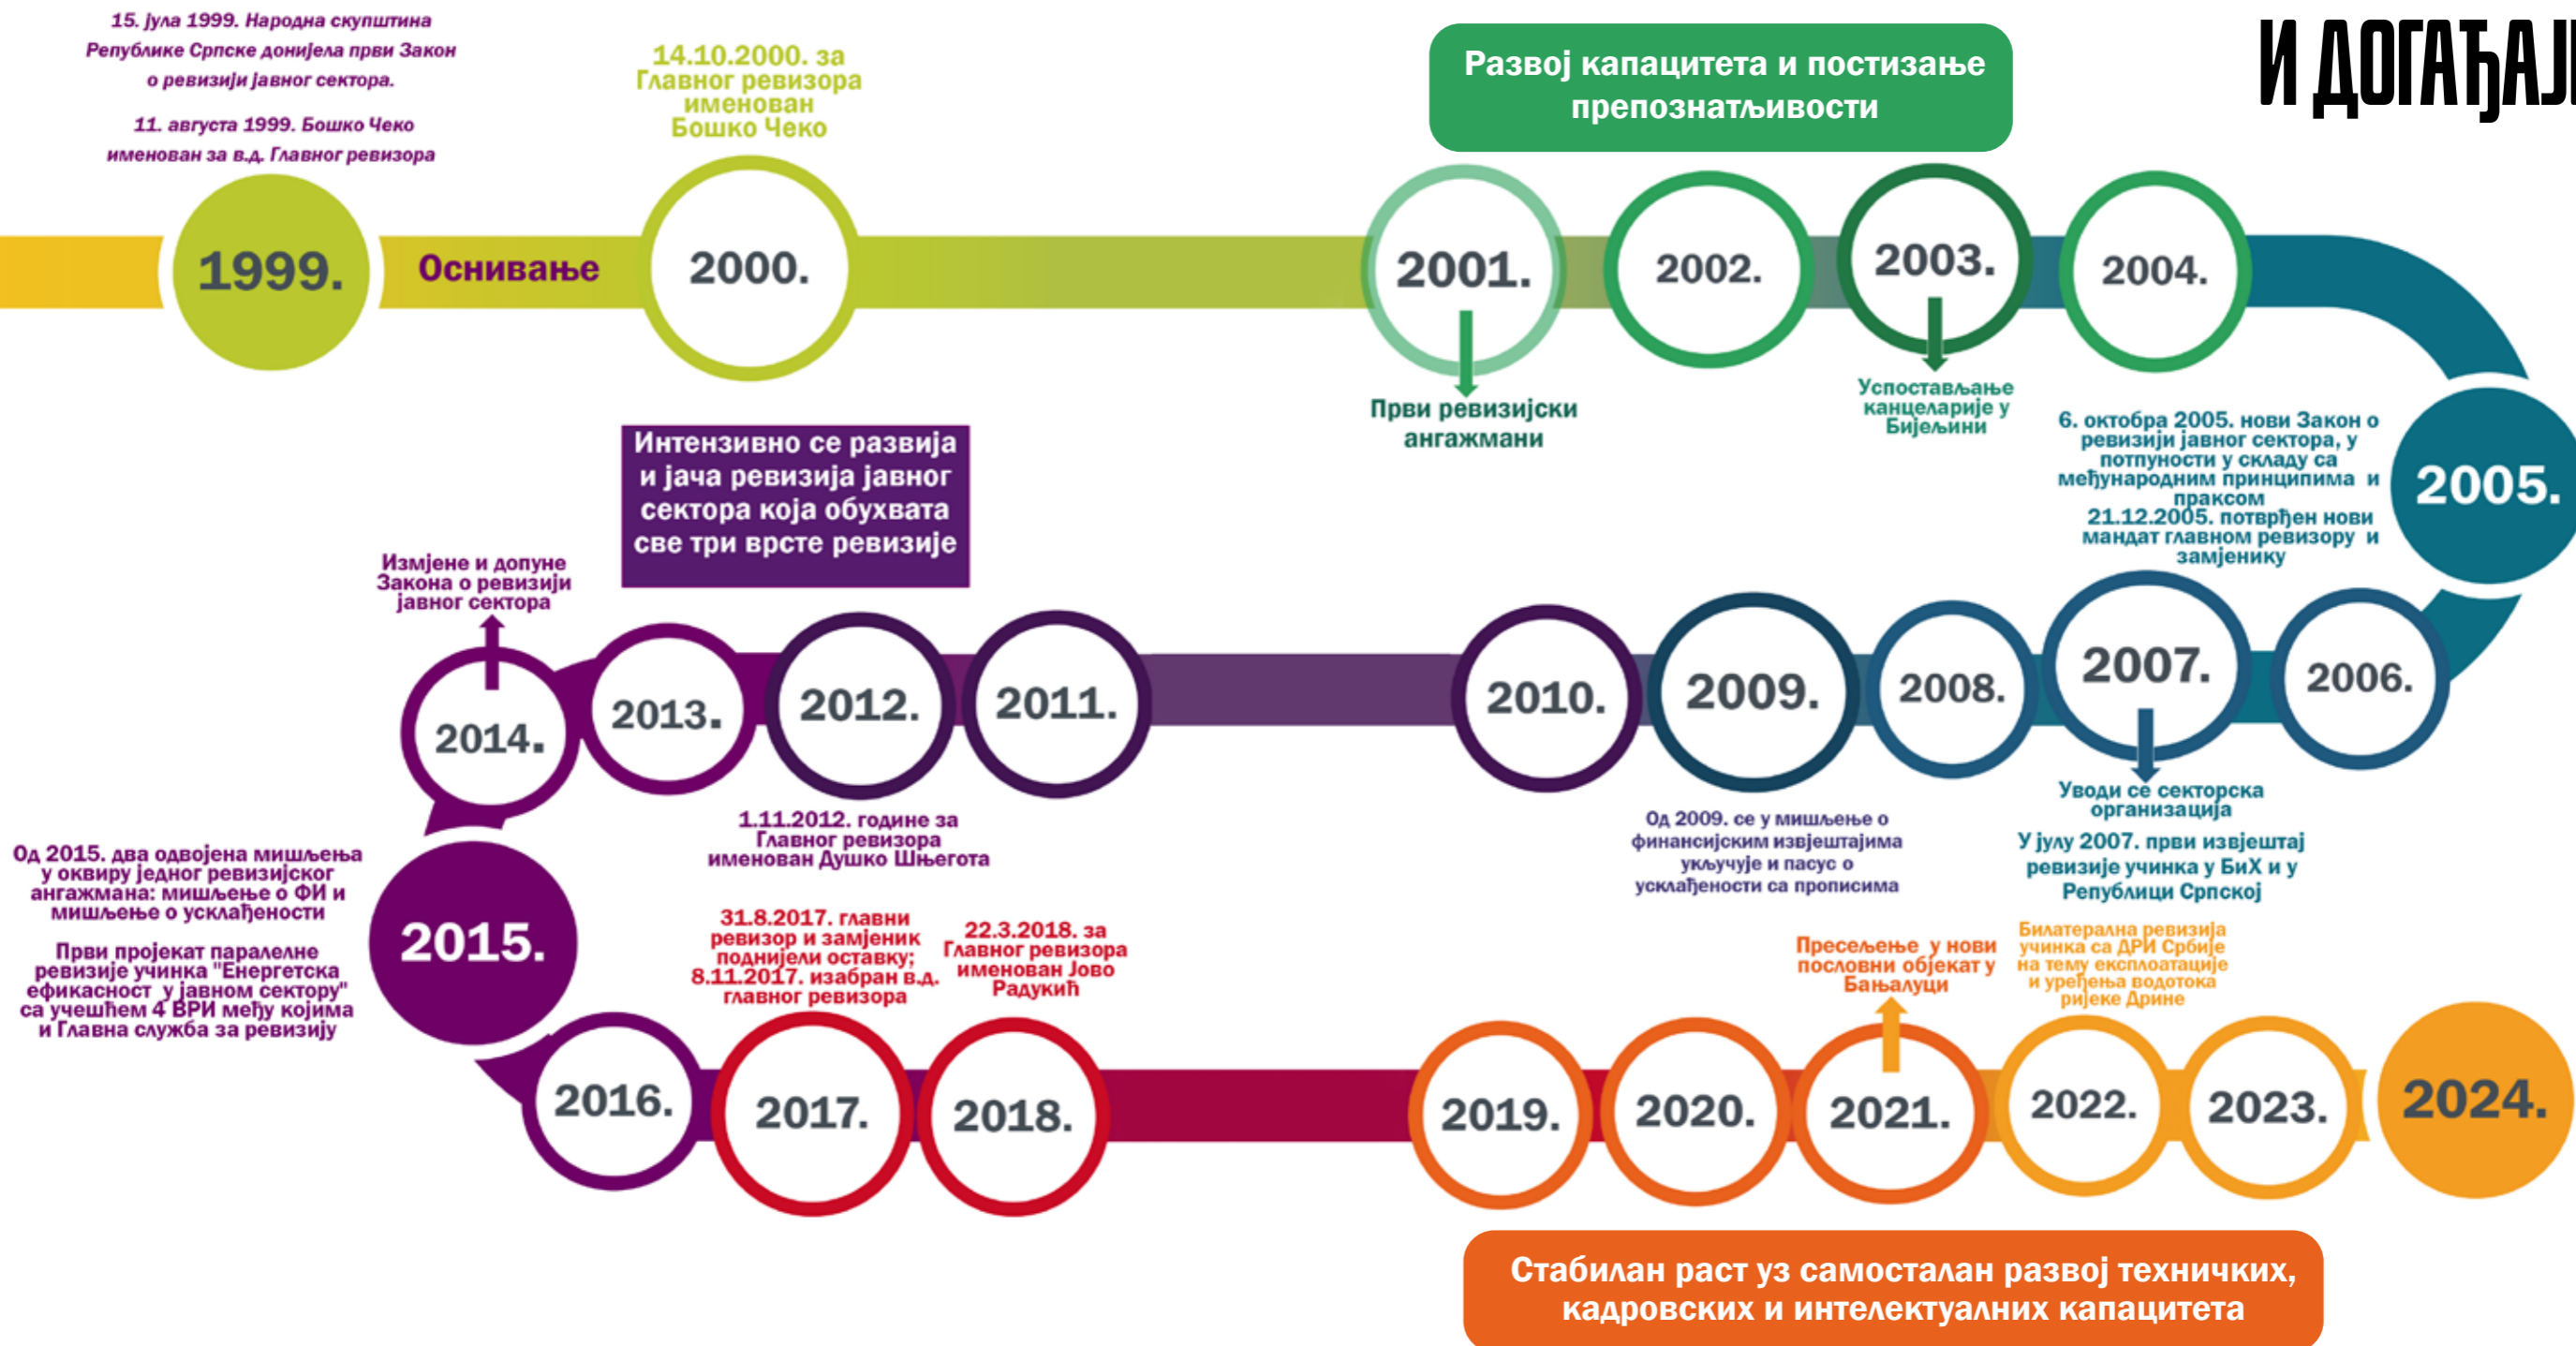 И ДОГАЂАЈ
15. јула 1999. Народна скупштина
Републике Српске донијела први Закон
о ревизији јавног сектора.
11. августа 1999. Бошко Чеко
именован за в.д. Главног ревизора
14.10.2000. за
Главног ревизора
именован
Бошко Чеко
Развој капацитета и постизање
препознатљивости
1999.
Оснивање
2000.
2001.
2002.
2003.
2004.
Први ревизијски
ангажмани
Успостављање
канцеларије у
Бијељини
6. октобра 2005. нови Закон о
ревизији јавног сектора, у
потпуности у складу са
међународним принципима и
праксом
21.12.2005. потврђен нови
мандат главном ревизору и
замјенику
2005.
Интензивно се развија
и јача ревизија јавног
сектора која обухвата
све три врсте ревизије
Измјене и допуне
Закона о ревизији
јавног сектора
2014.
2013.
2012.
2011.
2010.
2009.
2008.
2007.
2006.
1.11.2012. године за
Главног ревизора
именован Душко Шњегота
Од 2009. се у мишљење о
финансијским извјештајима
укључује и пасус о
усклађености са прописима
Уводи се секторска
организација
У јулу 2007. први извјештај
ревизије учинка у БиХ и у
Републици Српској
Од 2015. два одвојена мишљења
у оквиру једног ревизијског
ангажмана: мишљење о ФИ и
мишљење о усклађености
Први пројекат паралелне
ревизије учинка "Енергетска
ефикасност у јавном сектору"
са учешћем 4 ВРИ међу којима
и Главна служба за ревизију
2015.
31.8.2017. главни
ревизор и замјеник
поднијели оставку;
8.11.2017. изабран в.д.
главног ревизора
22.3.2018. за
Главног ревизора
именован Јово
Радукић
Пресељење у нови
пословни објекат у
Бањалуци
Билатерална ревизија
учинка са ДРИ Србије
на тему експлоатације
и уређења водотока
ријеке Дрине
2016.
2017.
2018.
2019.
2020.
2021.
2022.
2023.
2024.
Стабилан раст уз самосталан развој техничких,
кадровских и интелектуалних капацитета